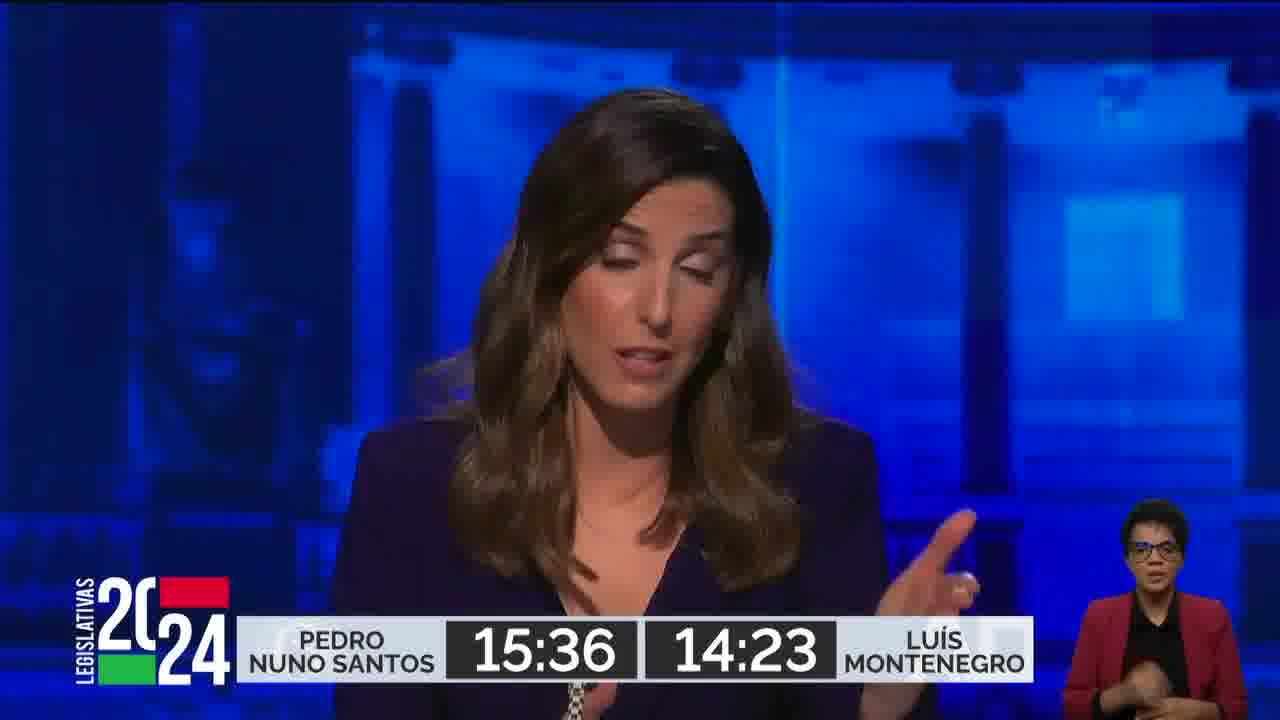 LEGISLATIVAS
2024
PEDRO
NUNO SANTOS
15:36
14:23
LUÍS
MONTENEGRO